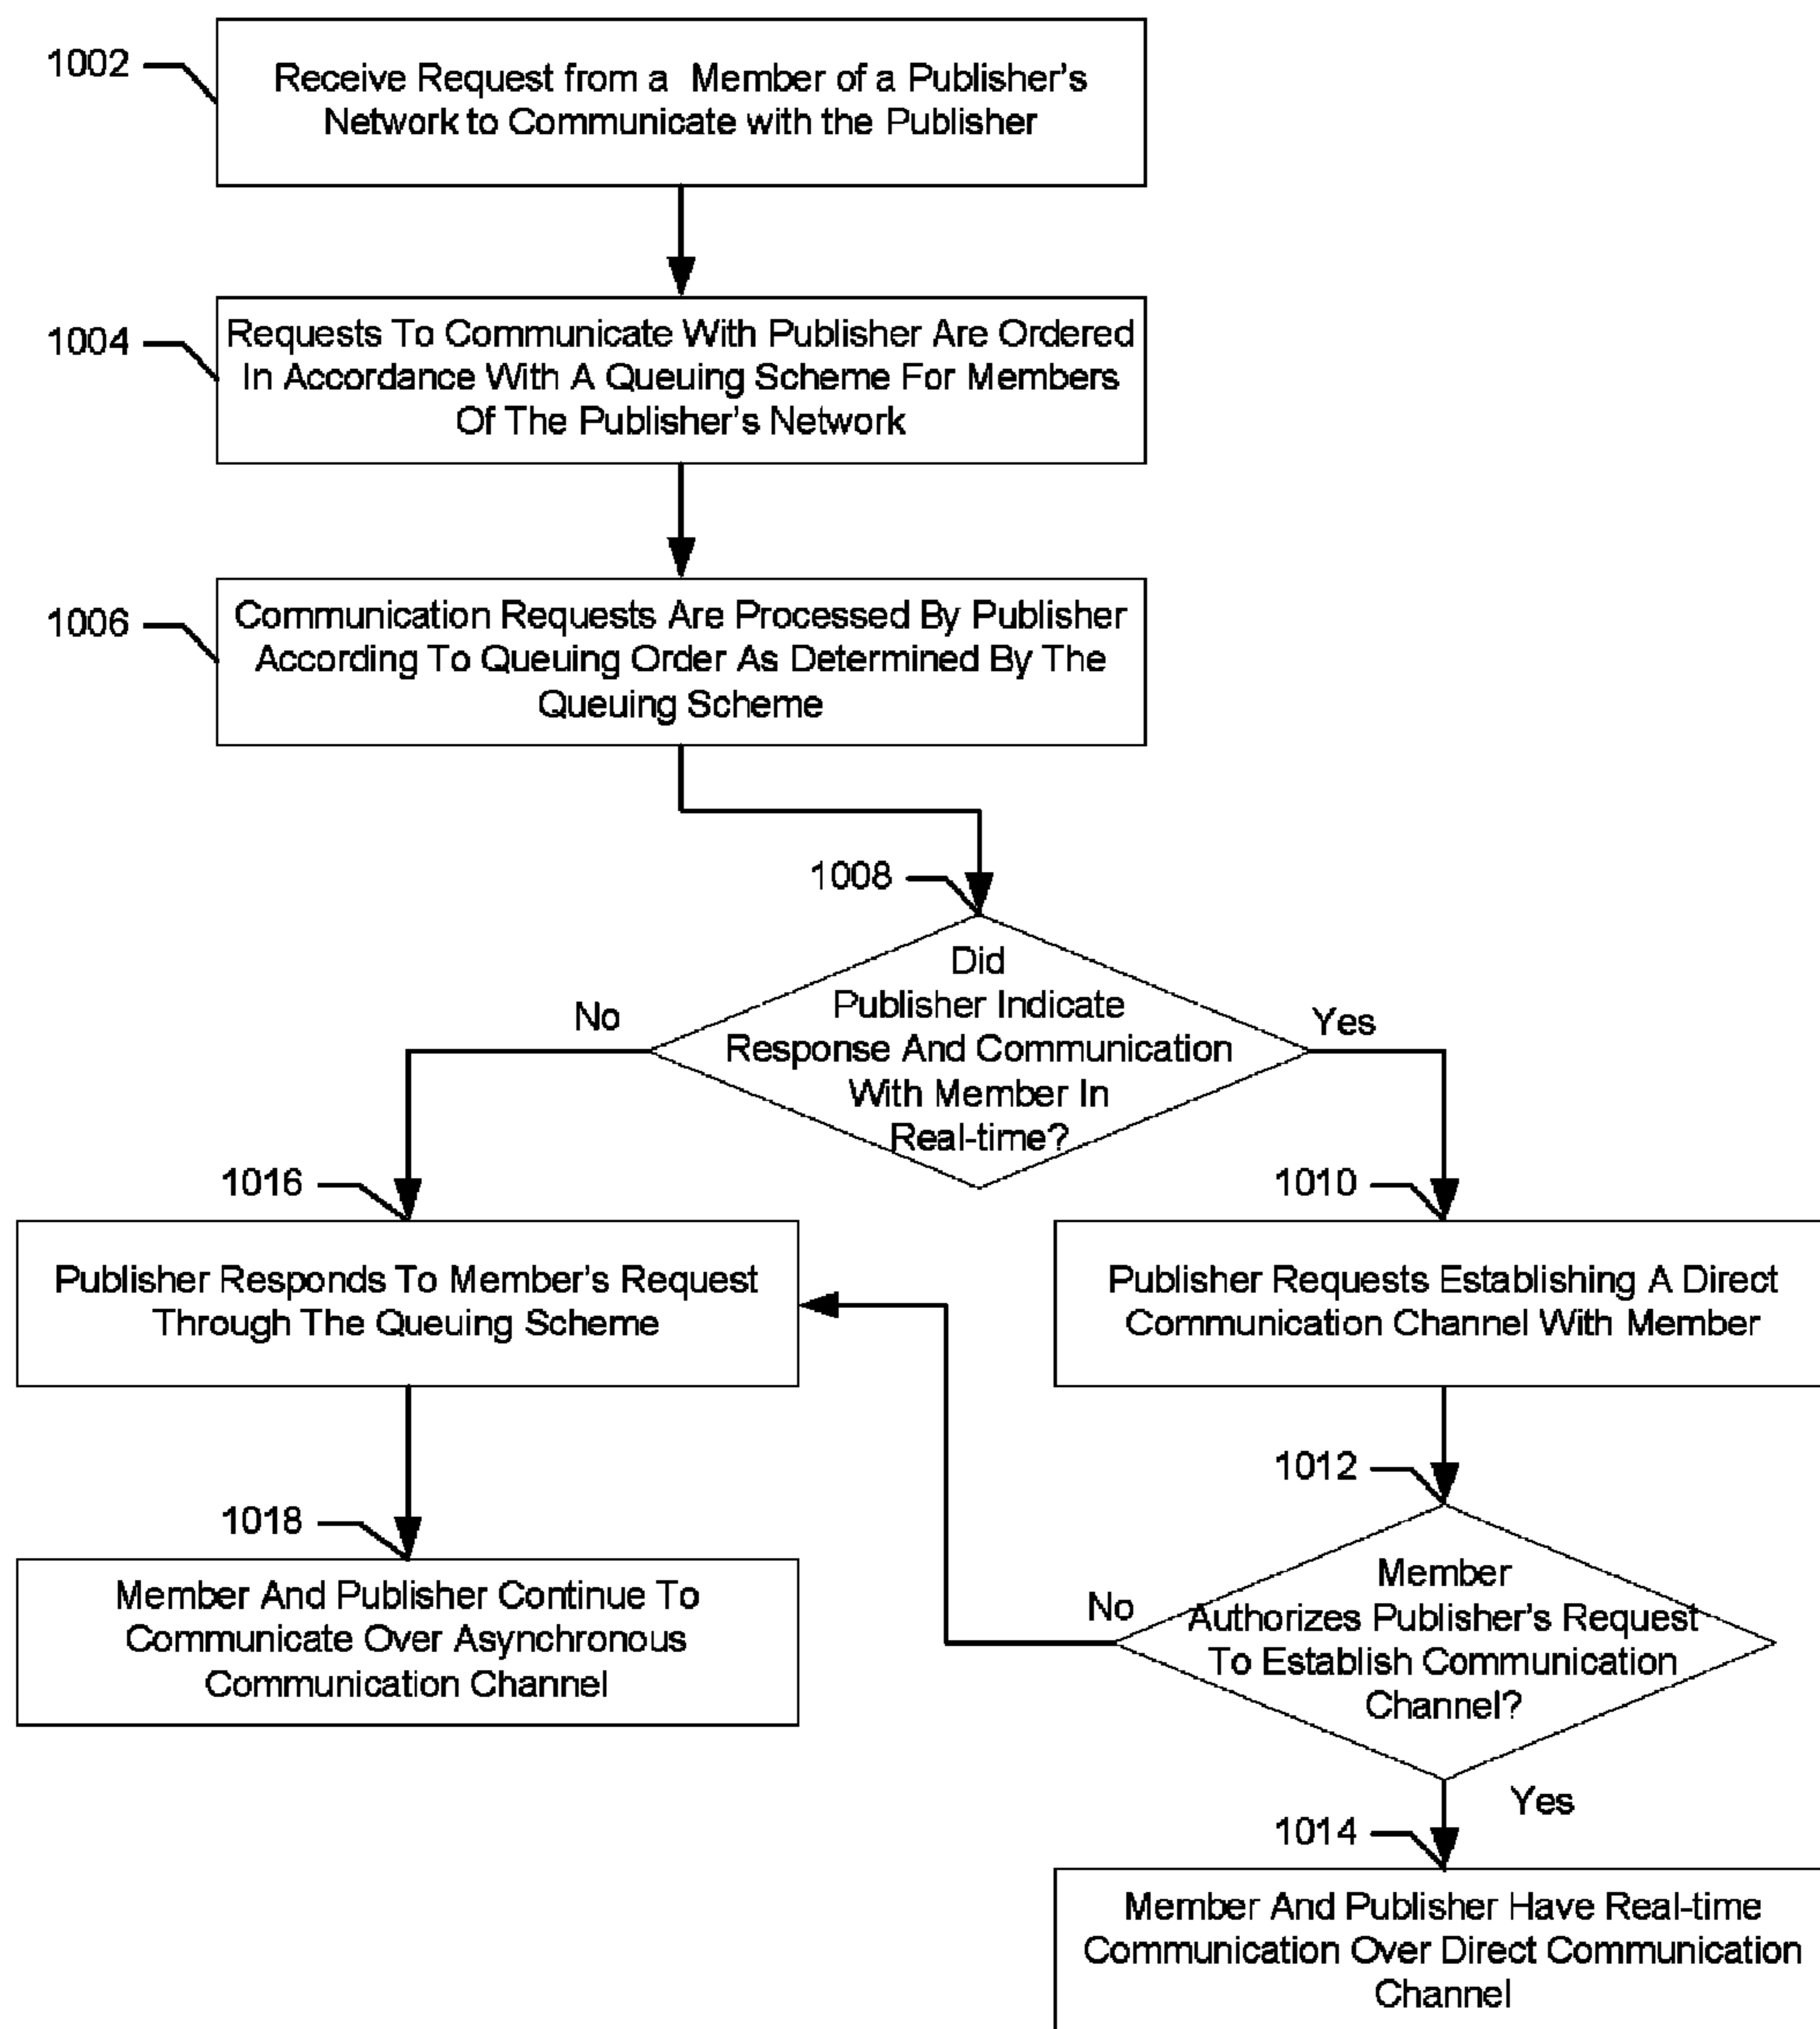 1002
Receive Request from a Member of a Publisher's
Network to Communicate with the Publisher
1004
Requests To Communicate With Publisher Are Ordered
In Accordance With A Queuing Scheme For Members
Of The Publisher's Network
1006
Communication Requests Are Processed By Publisher
According To Queuing Order As Determined By The
Queuing Scheme
1008
Did
Publisher Indicate
Response And Communication
With Member In
Real-time?
No
Yes
1016
Publisher Responds To Member's Request
Through The Queuing Scheme
1010
Publisher Requests Establishing A Direct
Communication Channel With Member
1018
Member And Publisher Continue To
Communicate Over Asynchronous
Communication Channel
1012
Member
Authorizes Publisher's Request
To Establish Communication
Channel?
No
Yes
1014
Member And Publisher Have Real-time
Communication Over Direct Communication
Channel